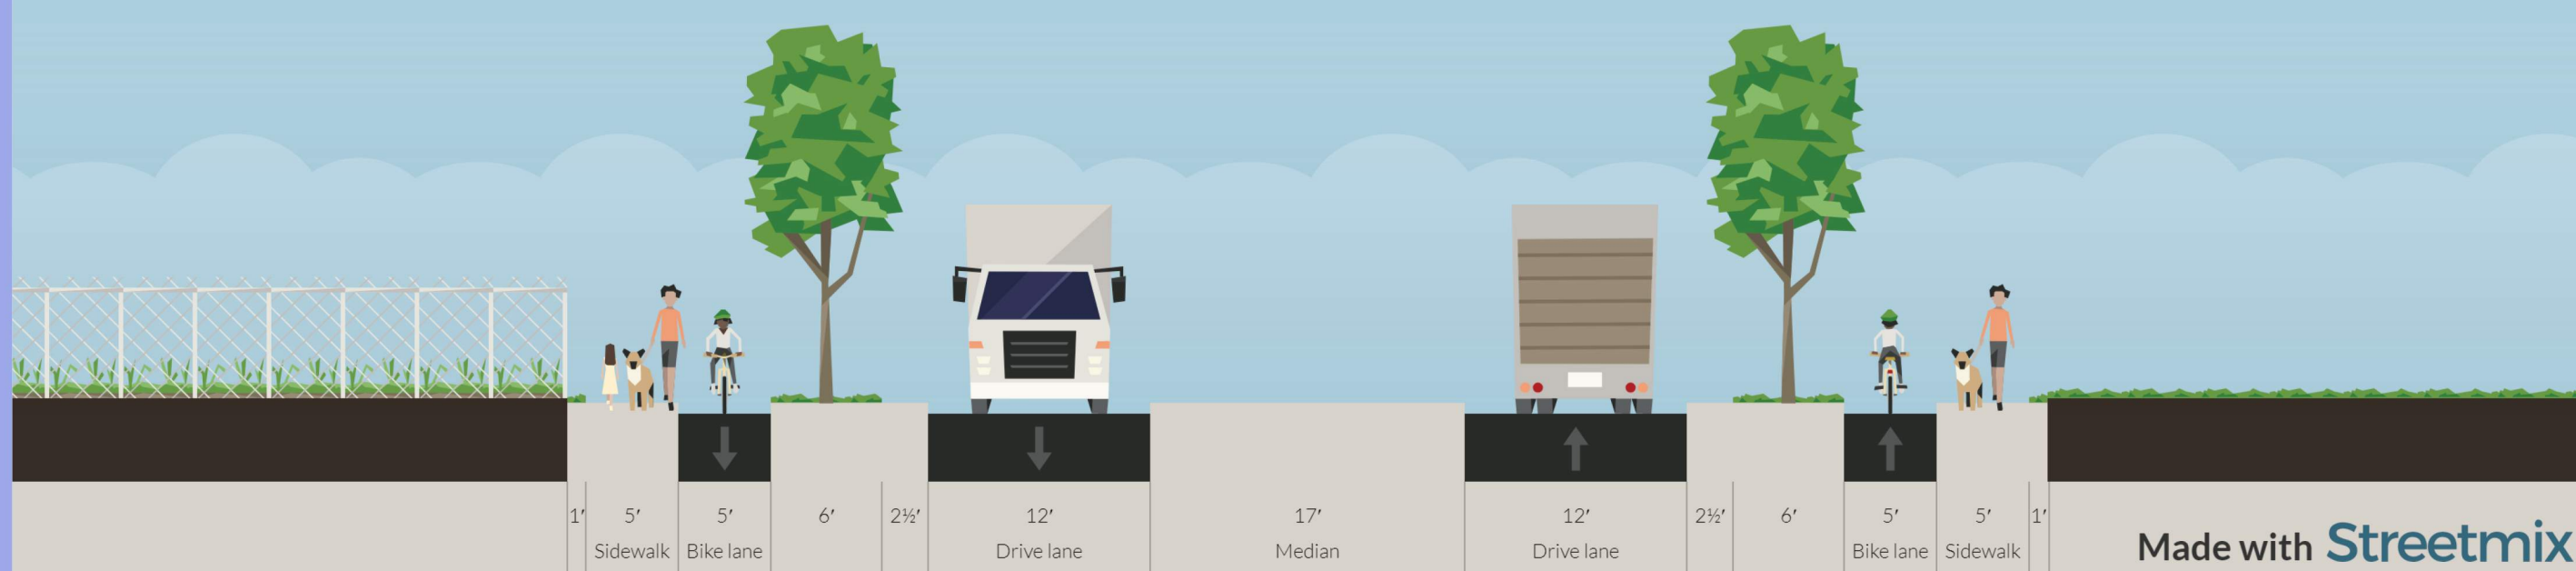 1′ 5′ 5′ 6′ 2½′ 12′ 17′ 12′ 2½′ 6′ 5′ 5′ 1′
Sidewalk Bike lane Drive lane Median Drive lane Bike lane Sidewalk
Made with Streetmix